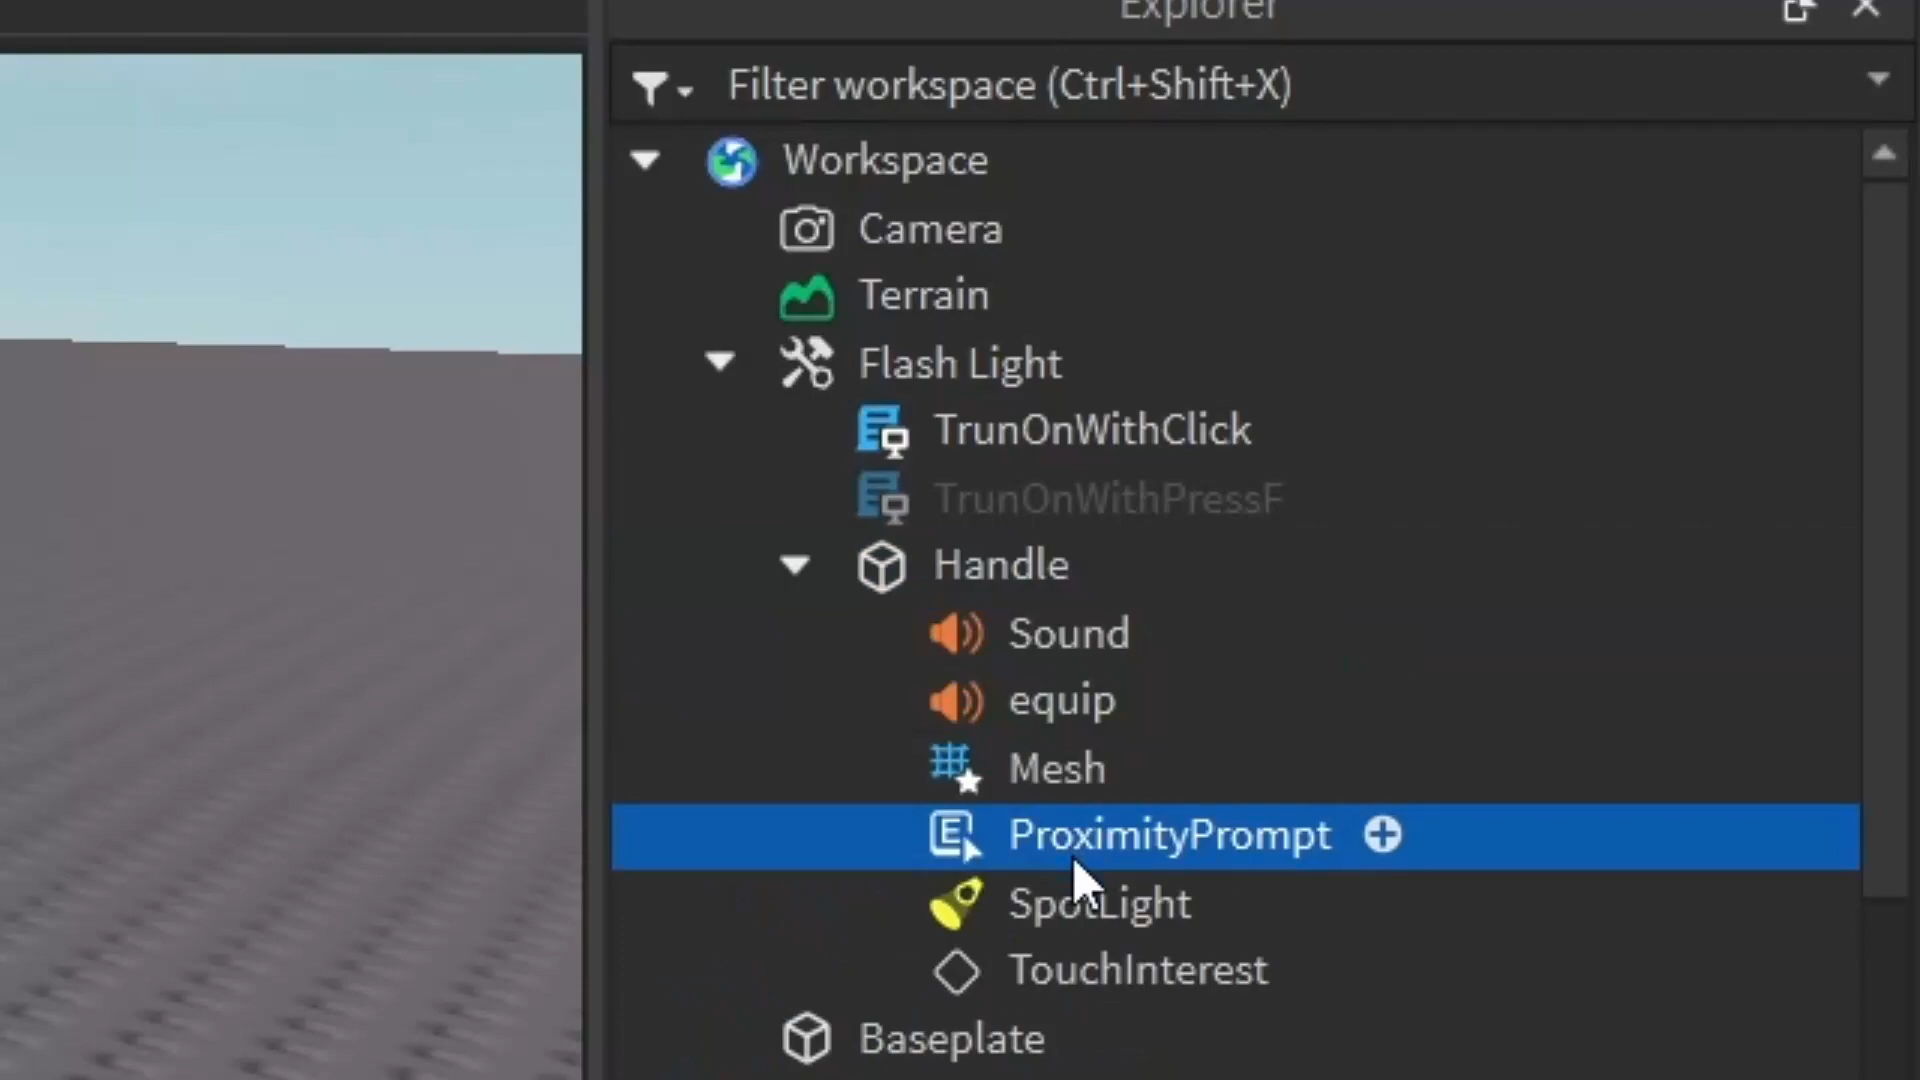 Explorer
Filter workspace (Ctrl+Shift+X)
Workspace
Camera
Terrain
Flash Light
TrunOnWithClick
TrunOnWithPressF
Handle
Sound
equip
Mesh
E ProximityPrompt
SpotLight
TouchInterest
Baseplate